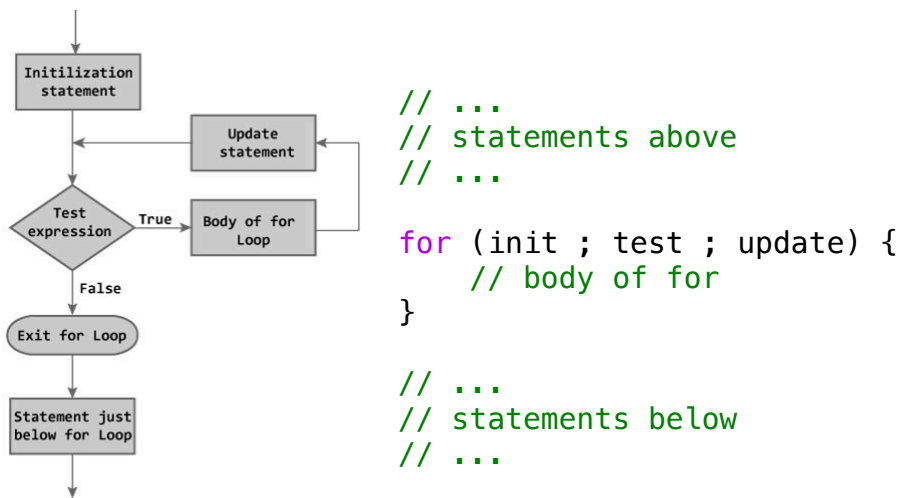 Initilization
statement
Update
statement
Test
expression
True
Body of for
Loop
False
Exit for Loop
Statement just
below for Loop
// ...
// statements above
// ...
for (init ; test ; update) {
    // body of for
}
// ...
// statements below
// ...